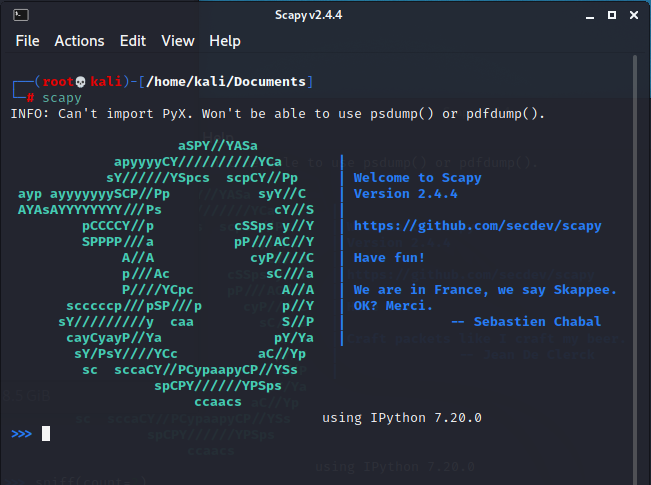 Scapy v2.4.4
File Actions Edit View Help
┌──(root💀kali)-[/home/kali/Documents]
└─# scapy
INFO: Can't import PyX. Won't be able to use psdump() or pdfdump().
aSPY//YASa
apyyyyCY//////////YCa |
sY//////YSpcs scpCY//Pp | Welcome to Scapy
ayp ayyyyyyySCP//Pp syY//C | Version 2.4.4
AYAsAYYYYYYYY///Ps cY//S |
pCCCCY//p cSSps y//Y | https://github.com/secdev/scapy
SPPPP///a pP///AC//Y |
A//A cyP////C | Have fun!
p///Ac sC///a |
P////YCpc A//A | We are in France, we say Skappee.
scccccp///pSP///p p//Y | OK? Merci.
sY/////////y caa S//P | -- Sebastien Chabal
cayCyayP//Ya pY/Ya |
sY/PsY////YCc aC//Yp
sc sccaCY//PCypaapyCP//YSs
spCPY//////YPSps
ccaacs
using IPython 7.20.0
>>>